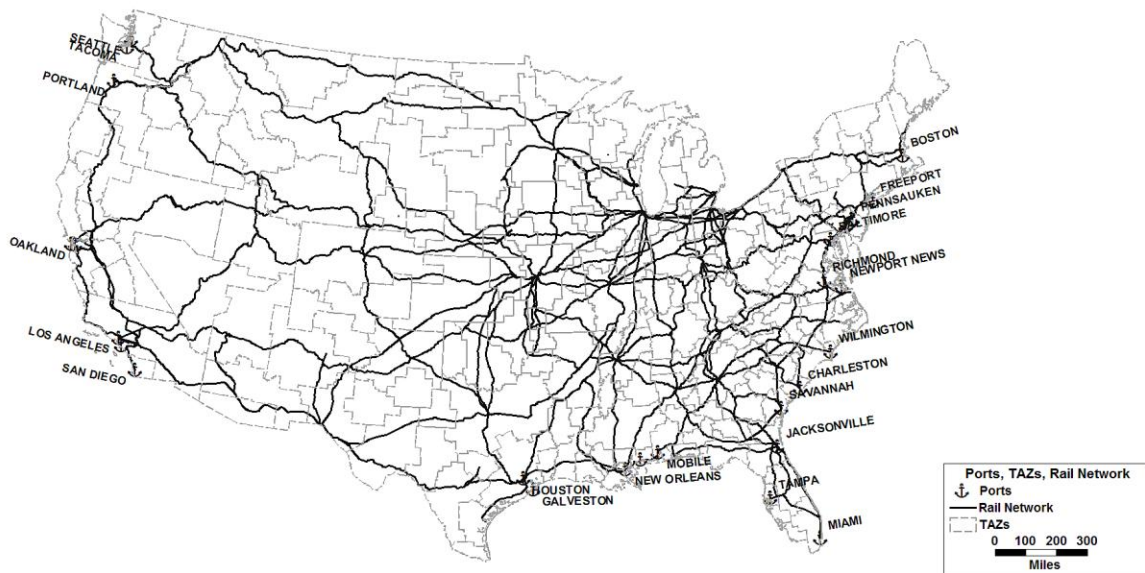 SEATTLE
TACOMA
PORTLAND
BOSTON
FREEPORT
PENNSAUKEN
TIMORE
OAKLAND
RICHMOND
NEWPORT NEWS
LOS ANGELES
WILMINGTON
SAN DIEGO
CHARLESTON
SAVANNAH
JACKSONVILLE
MOBILE
NEW ORLEANS
HOUSTON
GALVESTON
TAMPA
MIAMI
Ports, TAZs, Rail Network
Ports
Rail Network
TAZs
0 100 200 300
Miles